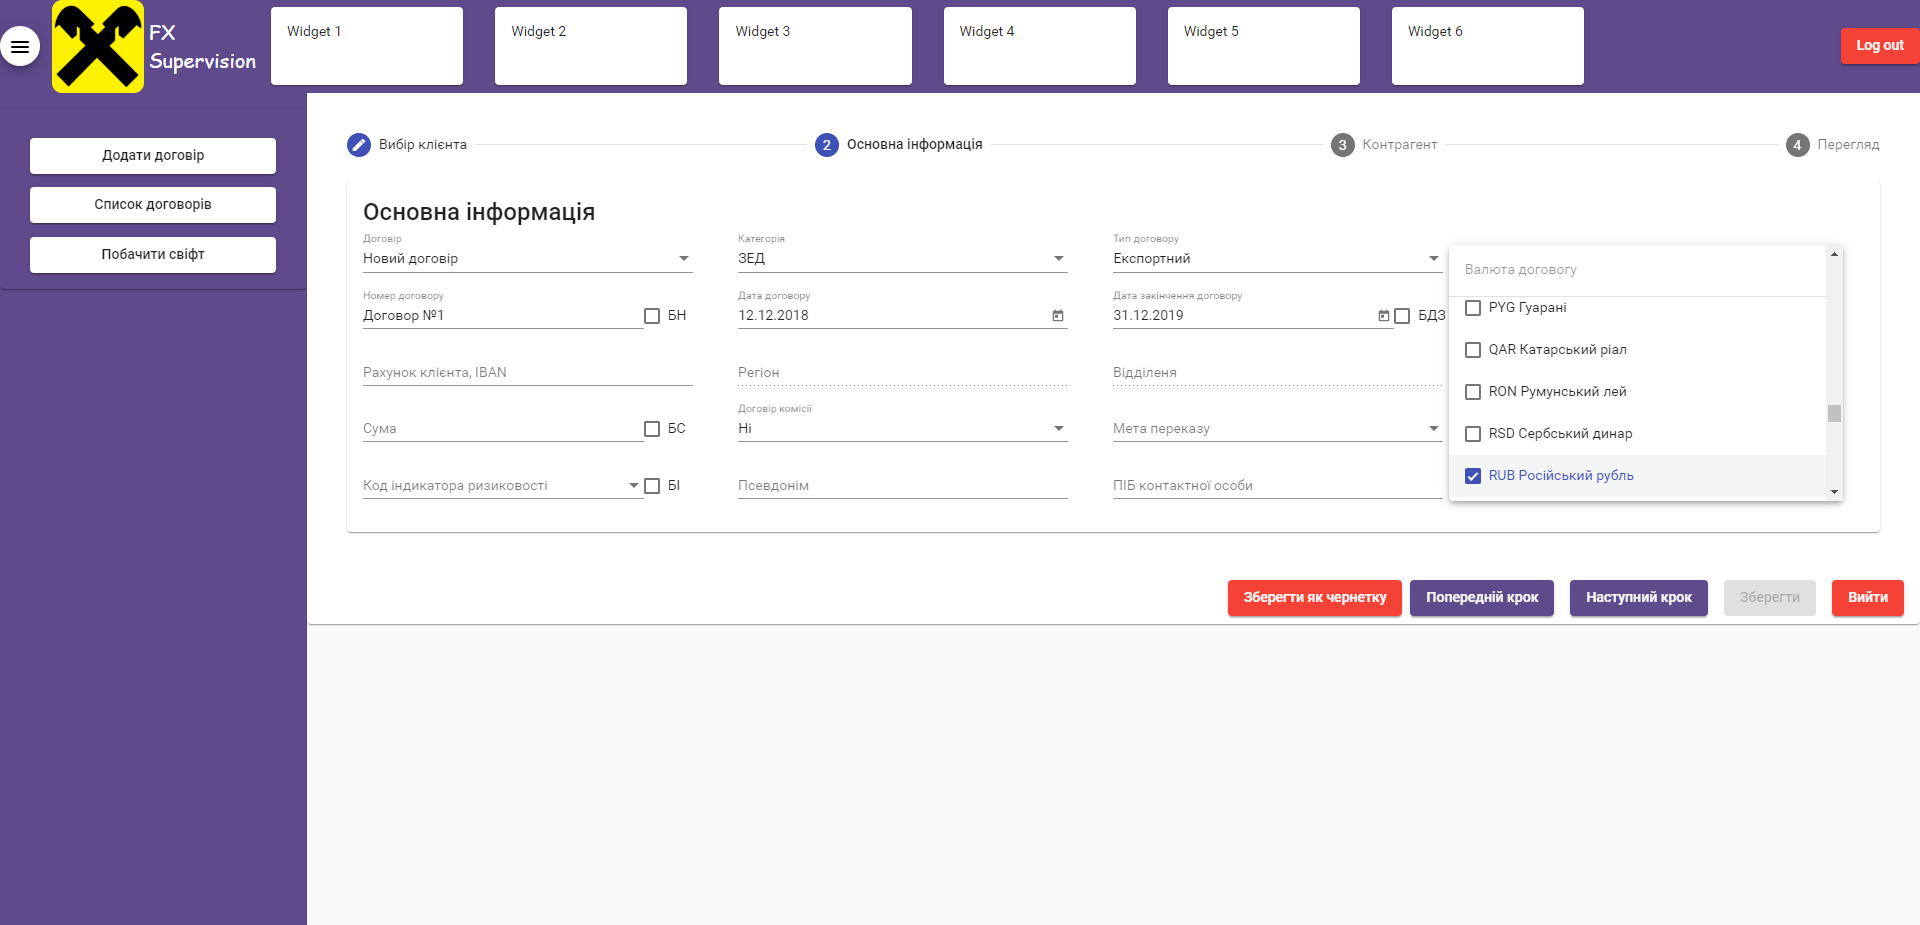 FX
Supervision
Widget 1
Widget 2
Widget 3
Widget 4
Widget 5
Widget 6
Log out
Додати договір
Список договорів
Побачити свіфт
Вибір клієнта
2 Основна інформація
3 Контрагент
4 Перегляд
Основна інформація
Договір
Новий договір
Категорія
ЗЕД
Тип договору
Експортний
Номер договору
Договор №1
БН
Дата договору
12.12.2018
Дата закінчення договору
31.12.2019
БДЗ
Рахунок клієнта, IBAN
Регіон
Відділеня
Сума
БС
Договір комісії
Ні
Мета переказу
Код індикатора ризиковості
БІ
Псевдонім
ПІБ контактної особи
Валюта договогу
PYG Гуарані
QAR Катарський ріал
RON Румунський лей
RSD Сербський динар
RUB Російський рубль
Зберегти як чернетку
Попередній крок
Наступний крок
Зберегти
Вийти